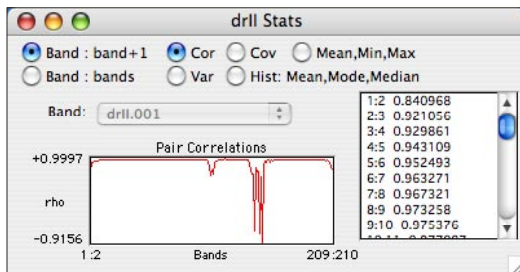 drll Stats
Band : band+1 Cor Cov Mean,Min,Max
Band : bands Var Hist: Mean,Mode,Median
Band: drll.001
Pair Correlations
+0.9997
rho
-0.9156
1:2 Bands 209:210
1:2 0.840968
2:3 0.921056
3:4 0.929861
4:5 0.943109
5:6 0.952493
6:7 0.963271
7:8 0.967321
8:9 0.973258
9:10 0.975376